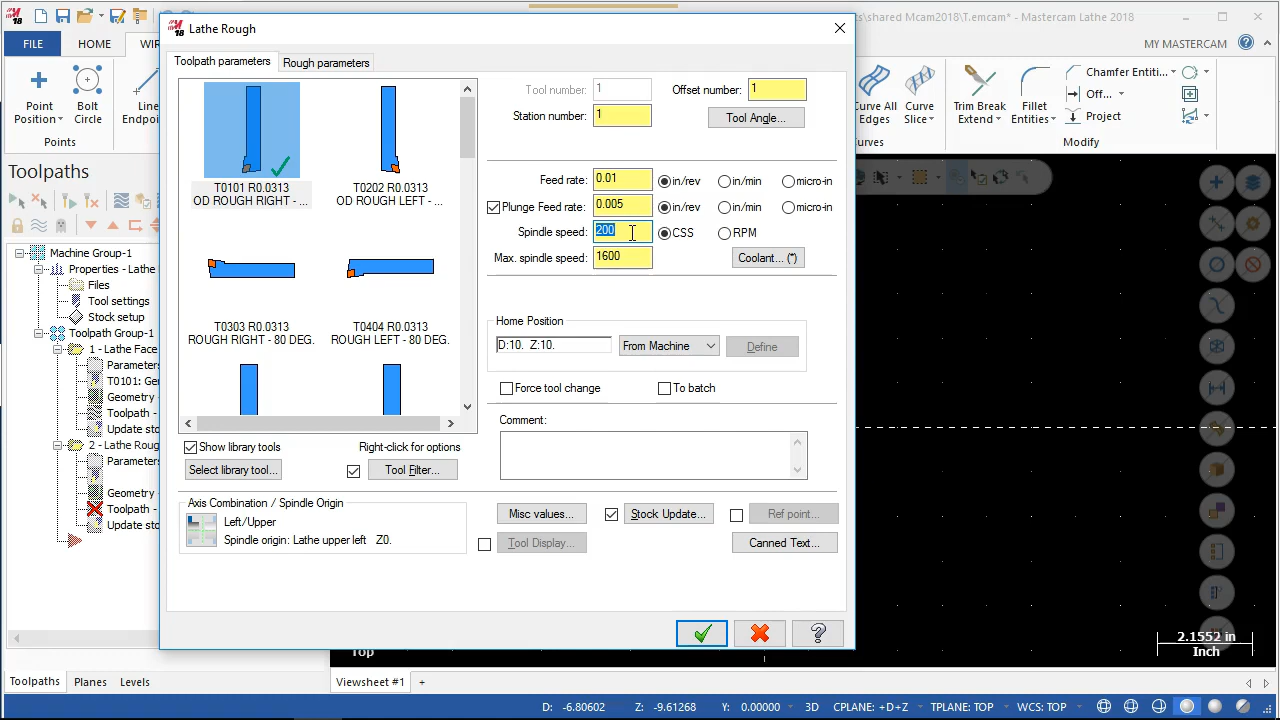 \shared Mcam2018\T.emcam* - Mastercam Lathe 2018
Lathe Rough
FILE
HOME
MY MASTERCAM
Toolpath parameters
Rough parameters
Point
Position
Bolt
Circle
Line
Points
Curve All
Edges
Curve
Slice
Trim Break
Extend
Fillet
Entities
Chamfer Entiti...
Off...
Project
Modify
Toolpaths
Machine Group-1
Files
Tool settings
Stock setup
Toolpath Group-1
1 - Lathe Face
Geometry
Toolpath -
2 - Lathe Rough
Geometry
Toolpath -
T0101 R0.0313
OD ROUGH RIGHT - ...
T0202 R0.0313
OD ROUGH LEFT - ...
T0303 R0.0313
ROUGH RIGHT - 80 DEG.
T0404 R0.0313
ROUGH LEFT - 80 DEG.
Show library tools
Right-click for options
Select library tool...
Tool Filter...
Axis Combination / Spindle Origin
Left/Upper
Spindle origin: Lathe upper left Z0.
Tool number: 1
Offset number: 1
Station number: 1
Tool Angle...
Feed rate: 0.01 in/rev in/min micro-in
Plunge Feed rate: 0.005 in/rev in/min micro-in
Spindle speed: 200 CSS RPM
Max. spindle speed: 1600
Coolant... (*)
Home Position
D:10. Z:10. From Machine Define
Force tool change
To batch
Comment:
Misc values...
Stock Update...
Ref point...
Tool Display...
Canned Text...
Top
2.1552 in
Inch
Toolpaths Planes Levels
Viewsheet #1 +
D: -6.80602 Z: -9.61268 Y: 0.00000 3D CPLANE: +D+Z TPLANE: TOP WCS: TOP